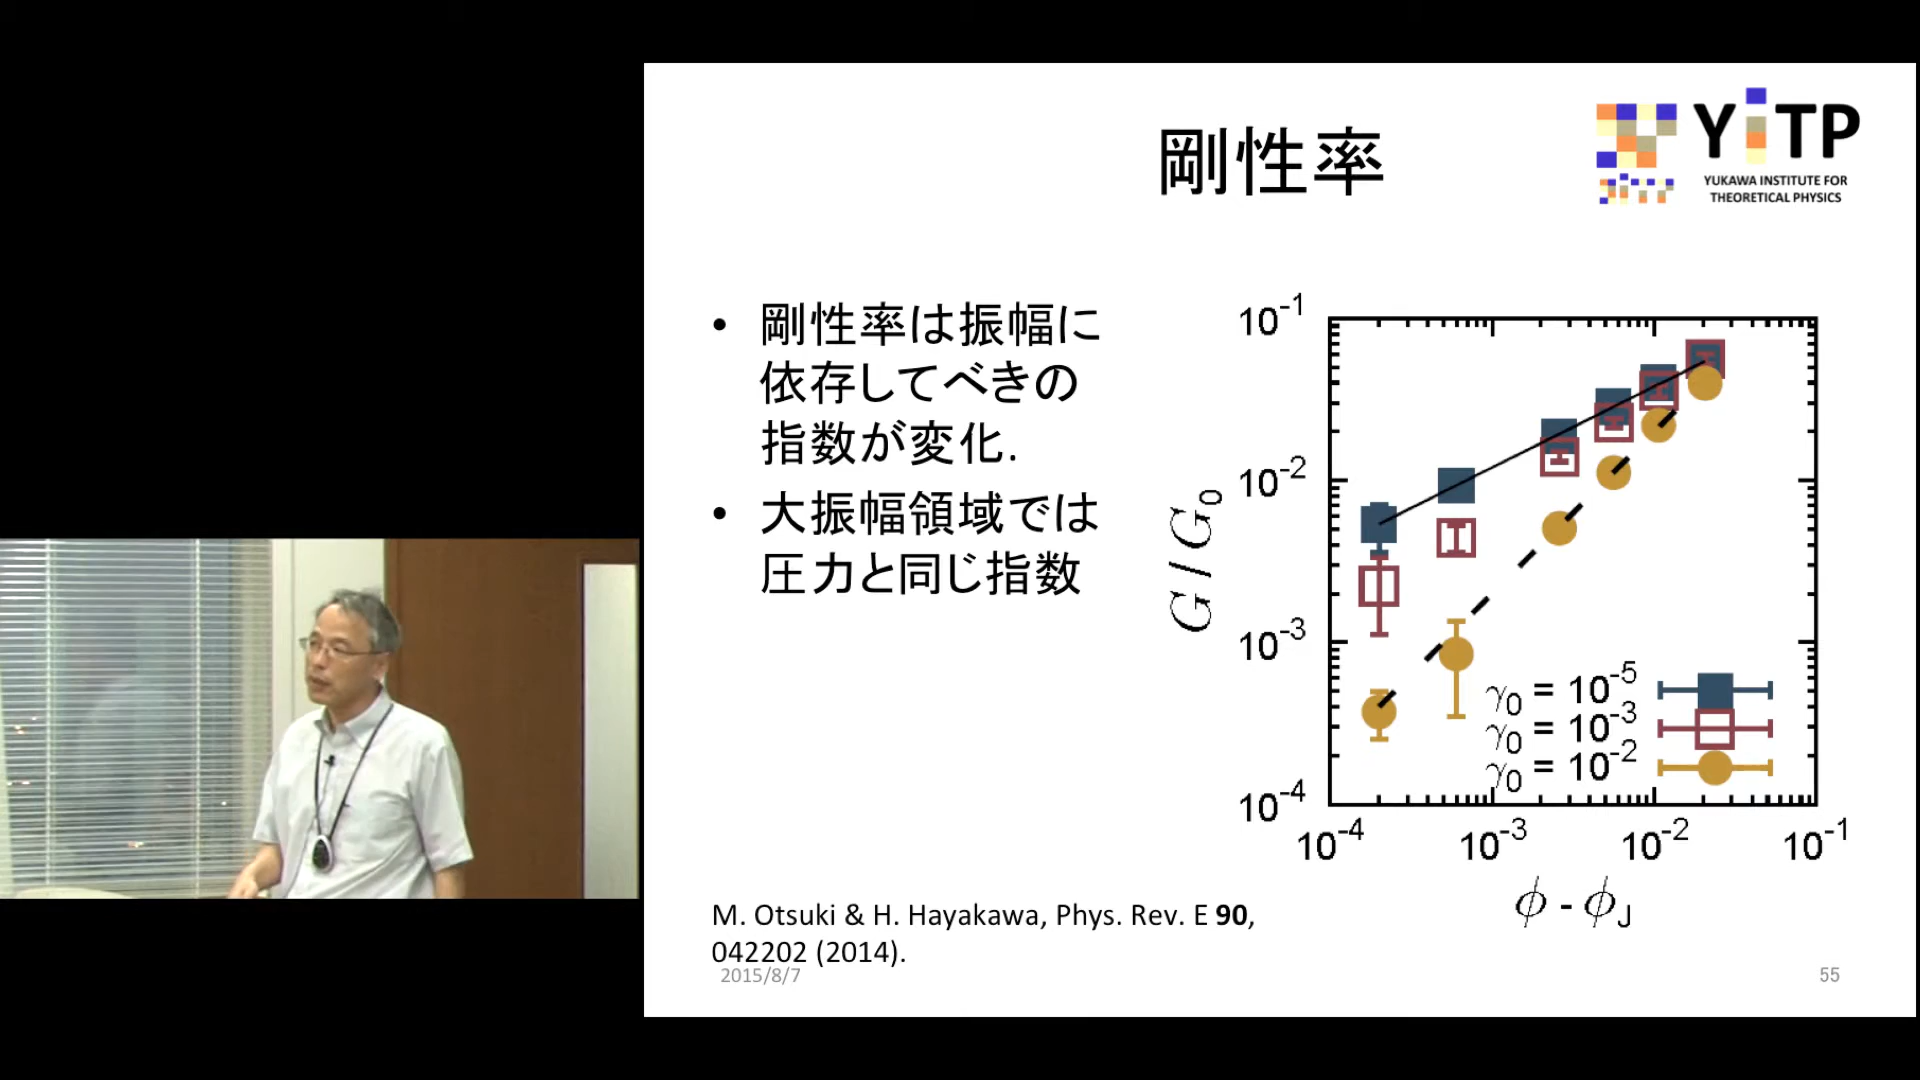 剛性率
YiTP
YUKAWA INSTITUTE FOR
THEORETICAL PHYSICS
• 剛性率は振幅に
依存してべきの
指数が変化.
• 大振幅領域では
圧力と同じ指数
G / G₀
10⁻¹
10⁻²
10⁻³
10⁻⁴
γ₀ = 10⁻⁵
γ₀ = 10⁻³
γ₀ = 10⁻²
10⁻⁴ 10⁻³ 10⁻² 10⁻¹
ϕ - ϕJ
M. Otsuki & H. Hayakawa, Phys. Rev. E 90,
042202 (2014).
2015/8/7
55